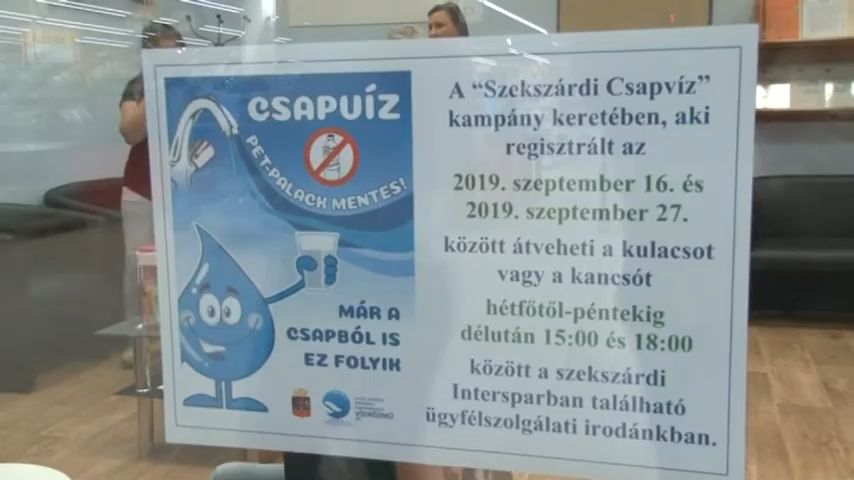 CSAPVÍZ
PET-PALACK MENTES!
MÁR A
CSAPBÓL IS
EZ FOLYIK
VÍZIKÖZMŰ
A “Szekszárdi Csapvíz”
kampány keretében, aki
regisztrált az
2019. szeptember 16. és
2019. szeptember 27.
között átveheti a kulacsot
vagy a kancsót
hétfőtől-péntekig
délután 15:00 és 18:00
között a szekszárdi
Intersparban található
ügyfélszolgálati irodánkban.